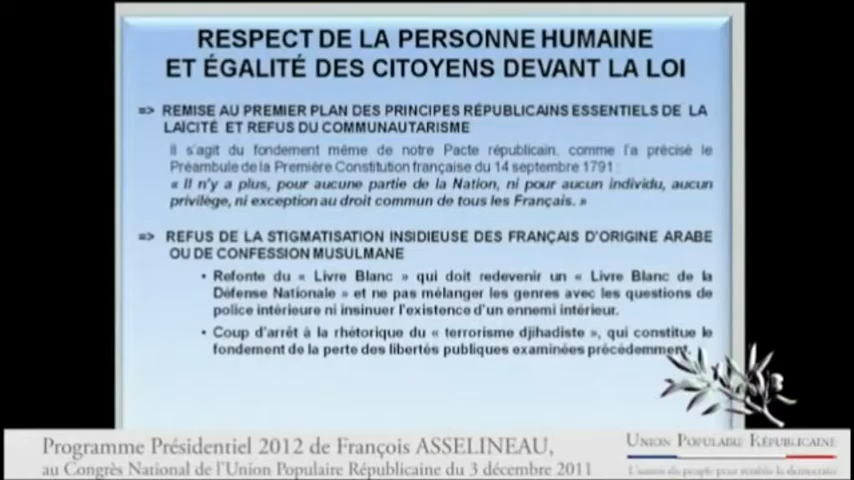 RESPECT DE LA PERSONNE HUMAINE
ET ÉGALITÉ DES CITOYENS DEVANT LA LOI
=> REMISE AU PREMIER PLAN DES PRINCIPES RÉPUBLICAINS ESSENTIELS DE LA
LAÏCITÉ ET REFUS DU COMMUNAUTARISME
Il s'agit du fondement même de notre Pacte républicain, comme l'a précisé le
Préambule de la Première Constitution française du 14 septembre 1791 :
« Il n'y a plus, pour aucune partie de la Nation, ni pour aucun individu, aucun
privilège, ni exception au droit commun de tous les Français. »
=> REFUS DE LA STIGMATISATION INSIDIEUSE DES FRANÇAIS D'ORIGINE ARABE
OU DE CONFESSION MUSULMANE
• Refonte du « Livre Blanc » qui doit redevenir un « Livre Blanc de la
Défense Nationale » et ne pas mélanger les genres avec les questions de
police intérieure ni insinuer l'existence d'un ennemi intérieur.
• Coup d'arrêt à la rhétorique du « terrorisme djihadiste », qui constitue le
fondement de la perte des libertés publiques examinées précédemment.
Programme Présidentiel 2012 de François ASSELINEAU,
au Congrès National de l'Union Populaire Républicaine du 3 décembre 2011
UNION POPULAIRE RÉPUBLICAINE
L'union du peuple pour rétablir la démocratie